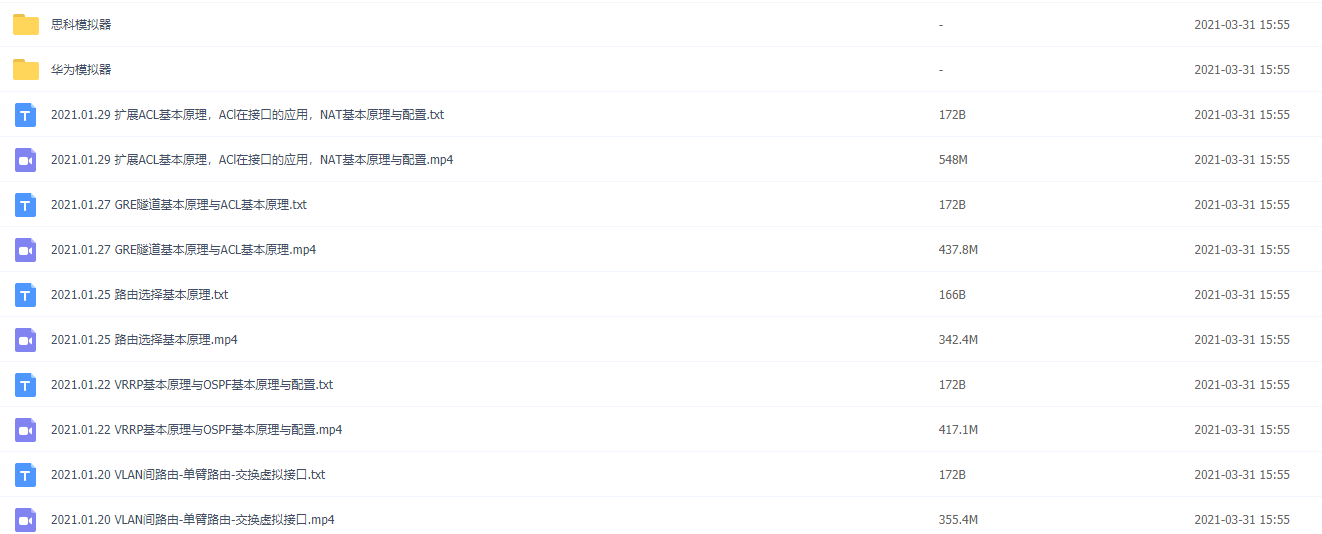 思科模拟器 - 2021-03-31 15:55
华为模拟器 - 2021-03-31 15:55
2021.01.29 扩展ACL基本原理，ACl在接口的应用，NAT基本原理与配置.txt 172B 2021-03-31 15:55
2021.01.29 扩展ACL基本原理，ACl在接口的应用，NAT基本原理与配置.mp4 548M 2021-03-31 15:55
2021.01.27 GRE隧道基本原理与ACL基本原理.txt 172B 2021-03-31 15:55
2021.01.27 GRE隧道基本原理与ACL基本原理.mp4 437.8M 2021-03-31 15:55
2021.01.25 路由选择基本原理.txt 166B 2021-03-31 15:55
2021.01.25 路由选择基本原理.mp4 342.4M 2021-03-31 15:55
2021.01.22 VRRP基本原理与OSPF基本原理与配置.txt 172B 2021-03-31 15:55
2021.01.22 VRRP基本原理与OSPF基本原理与配置.mp4 417.1M 2021-03-31 15:55
2021.01.20 VLAN间路由-单臂路由-交换虚拟接口.txt 172B 2021-03-31 15:55
2021.01.20 VLAN间路由-单臂路由-交换虚拟接口.mp4 355.4M 2021-03-31 15:55